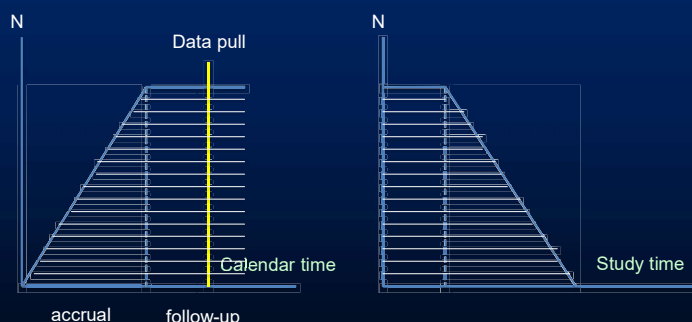 N
Data pull
Calendar time
accrual
follow-up
N
Study time